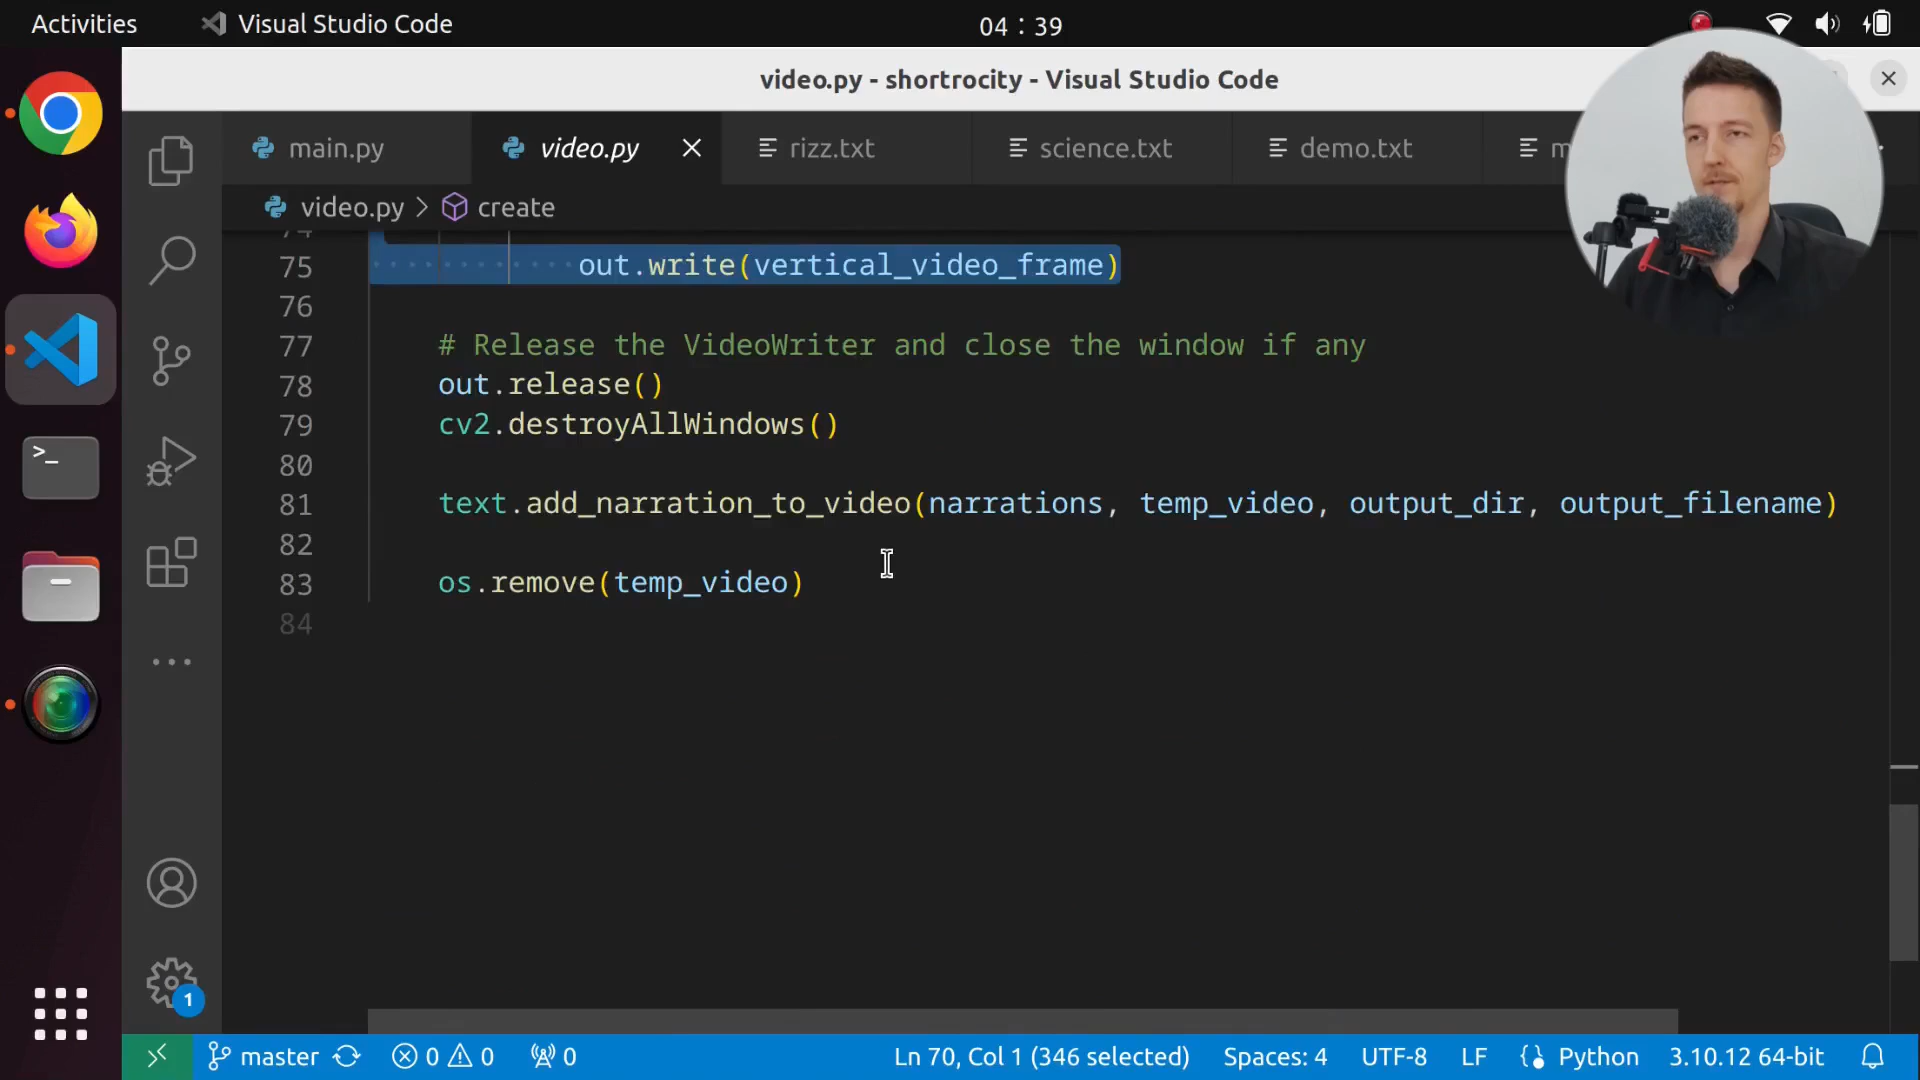 Activities
Visual Studio Code
04 : 39
video.py - shortrocity - Visual Studio Code
main.py
video.py
rizz.txt
science.txt
demo.txt
m
video.py > create
74
75 out.write(vertical_video_frame)
76
77 # Release the VideoWriter and close the window if any
78 out.release()
79 cv2.destroyAllWindows()
80
81 text.add_narration_to_video(narrations, temp_video, output_dir, output_filename)
82
83 os.remove(temp_video)
84
1
master 0 0 0 Ln 70, Col 1 (346 selected) Spaces: 4 UTF-8 LF Python 3.10.12 64-bit